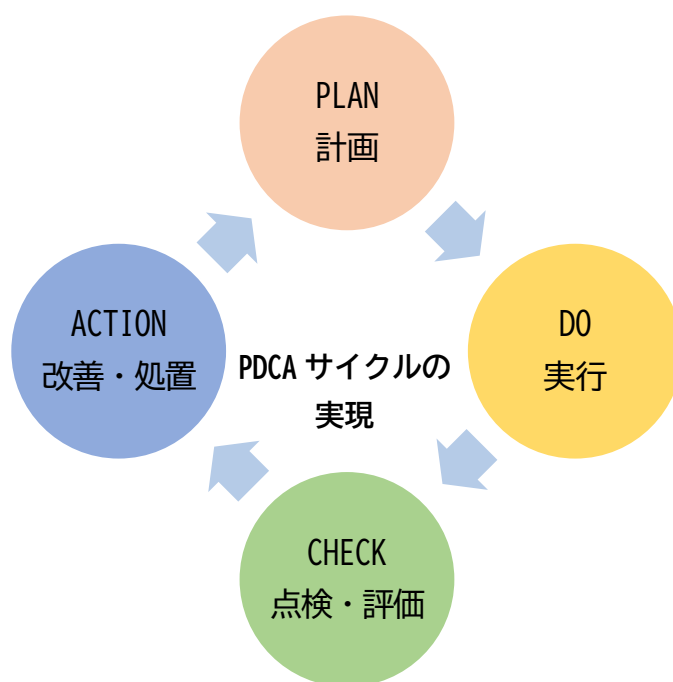 PLAN
計画
DO
実行
CHECK
点検・評価
ACTION
改善・処置
PDCA サイクルの
実現